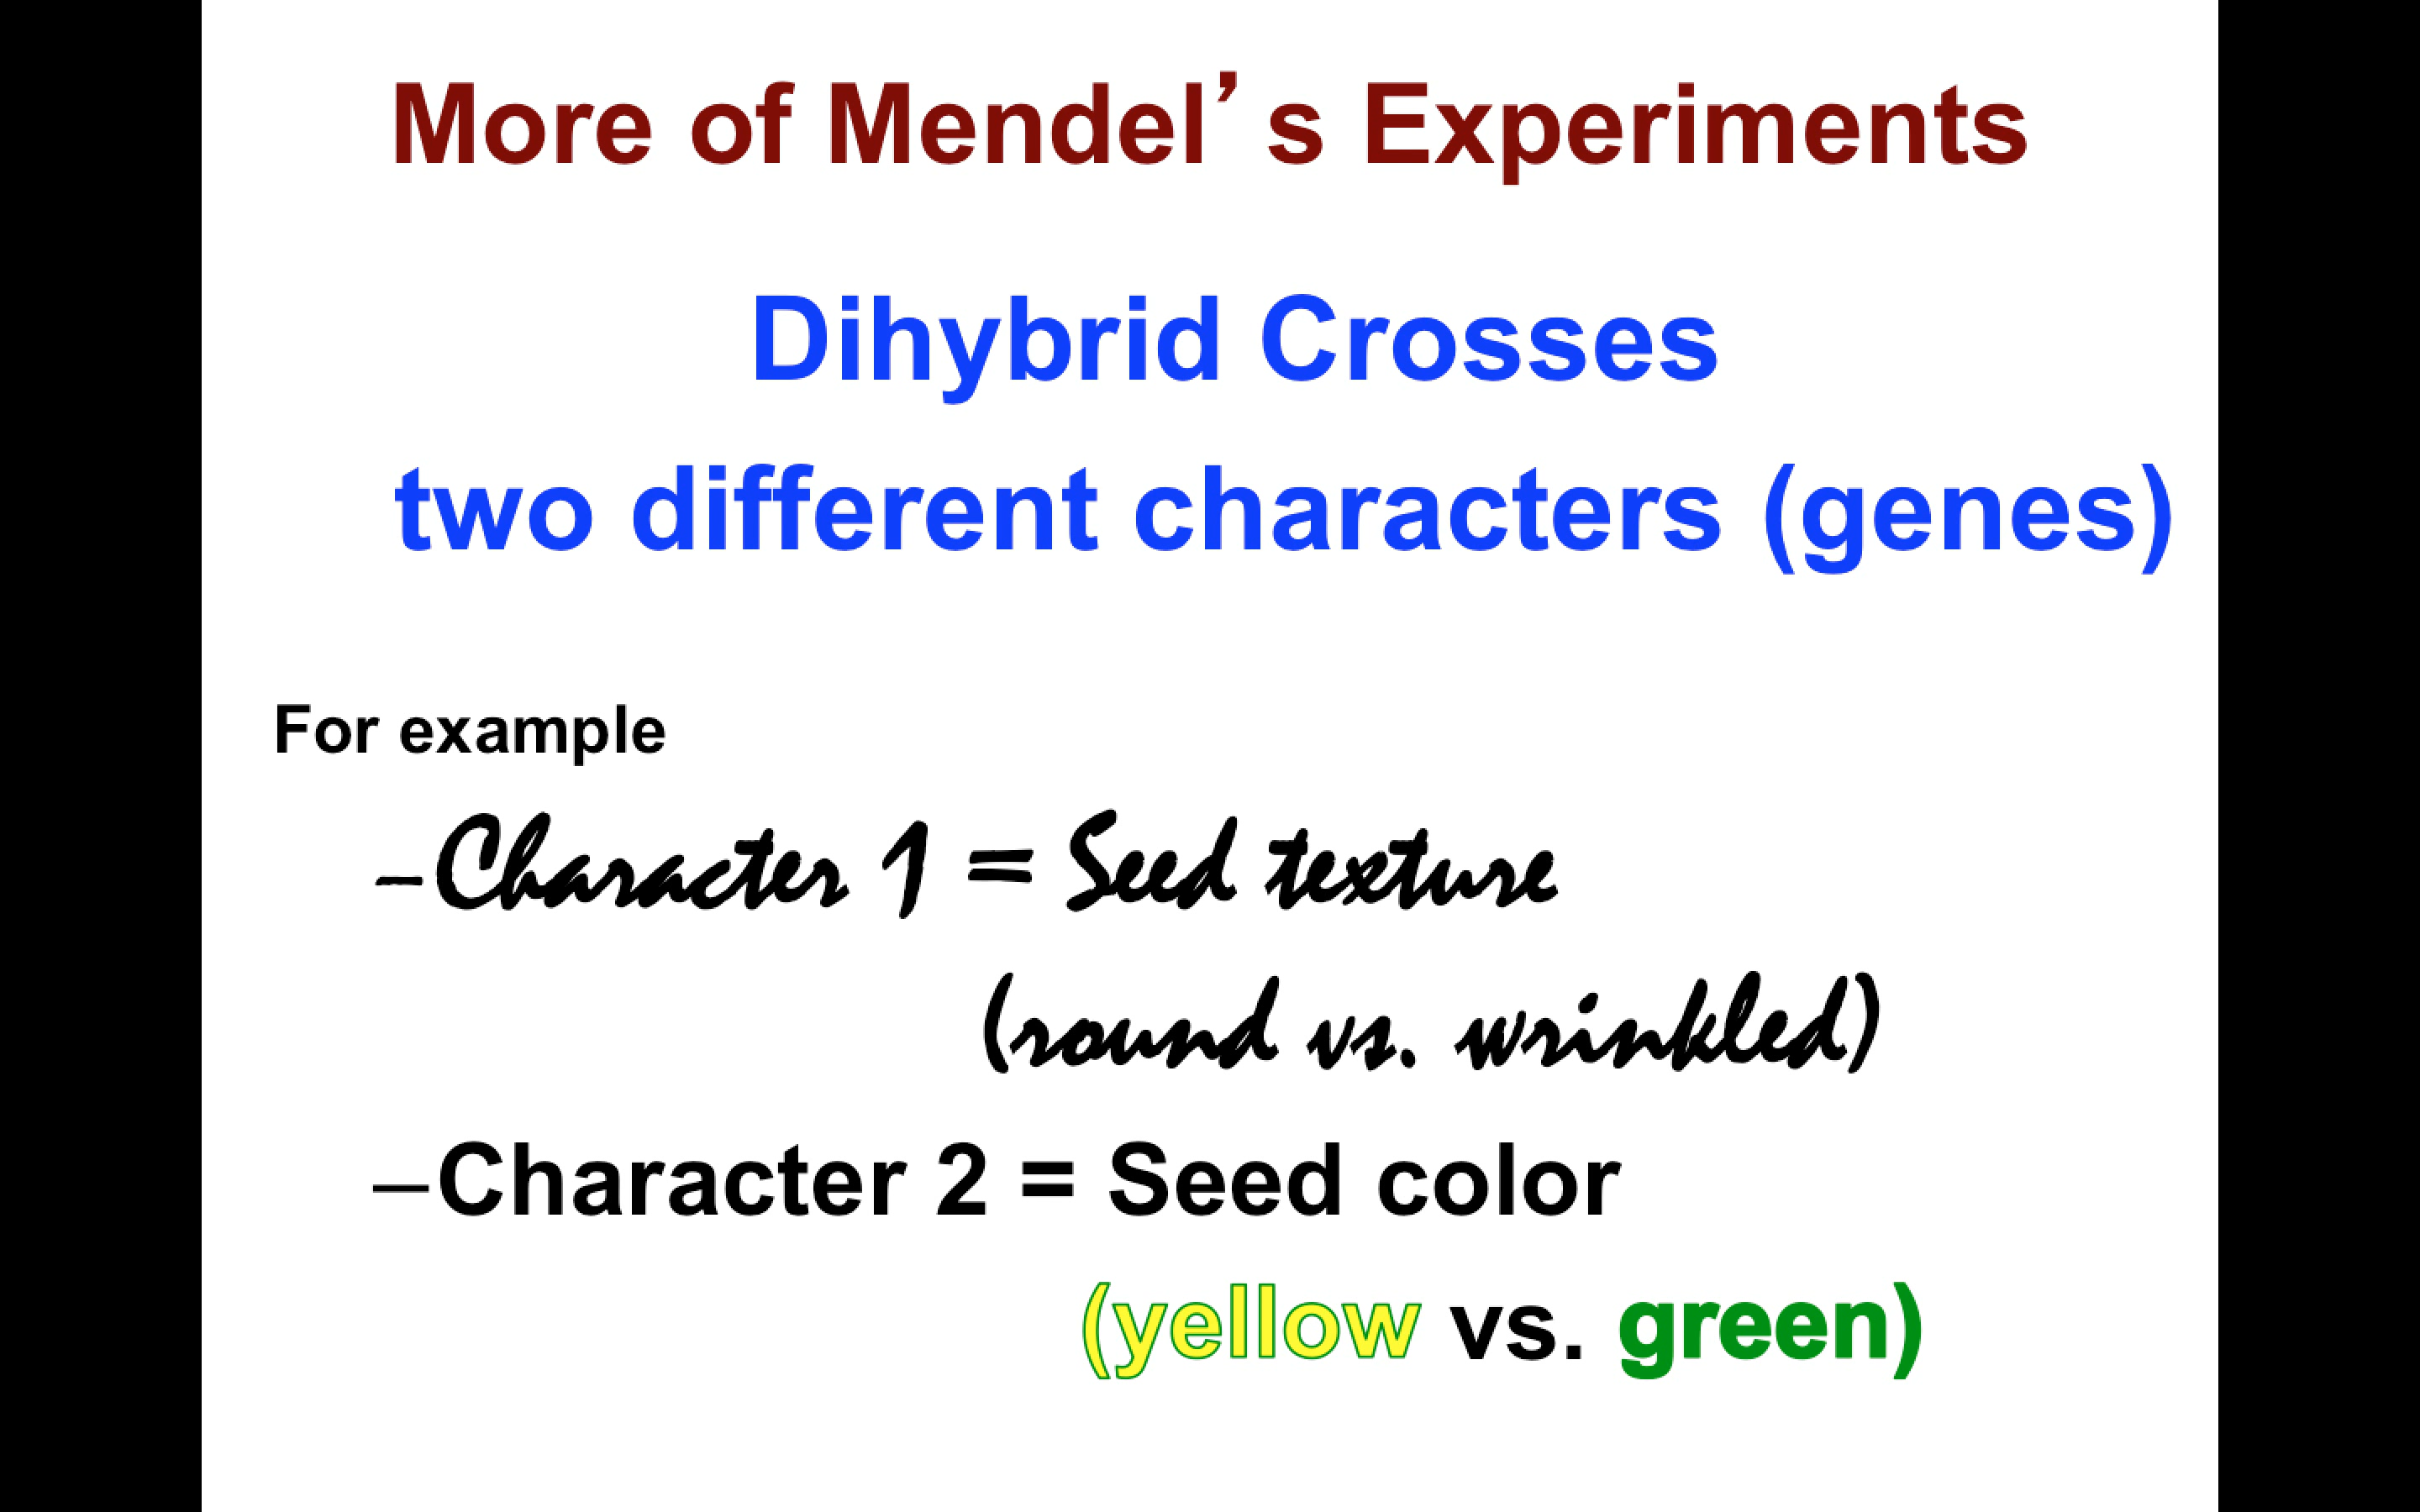 More of Mendel’s Experiments
Dihybrid Crosses
two different characters (genes)
For example
–Character 1 = Seed texture
(round vs. wrinkled)
–Character 2 = Seed color
(yellow vs. green)